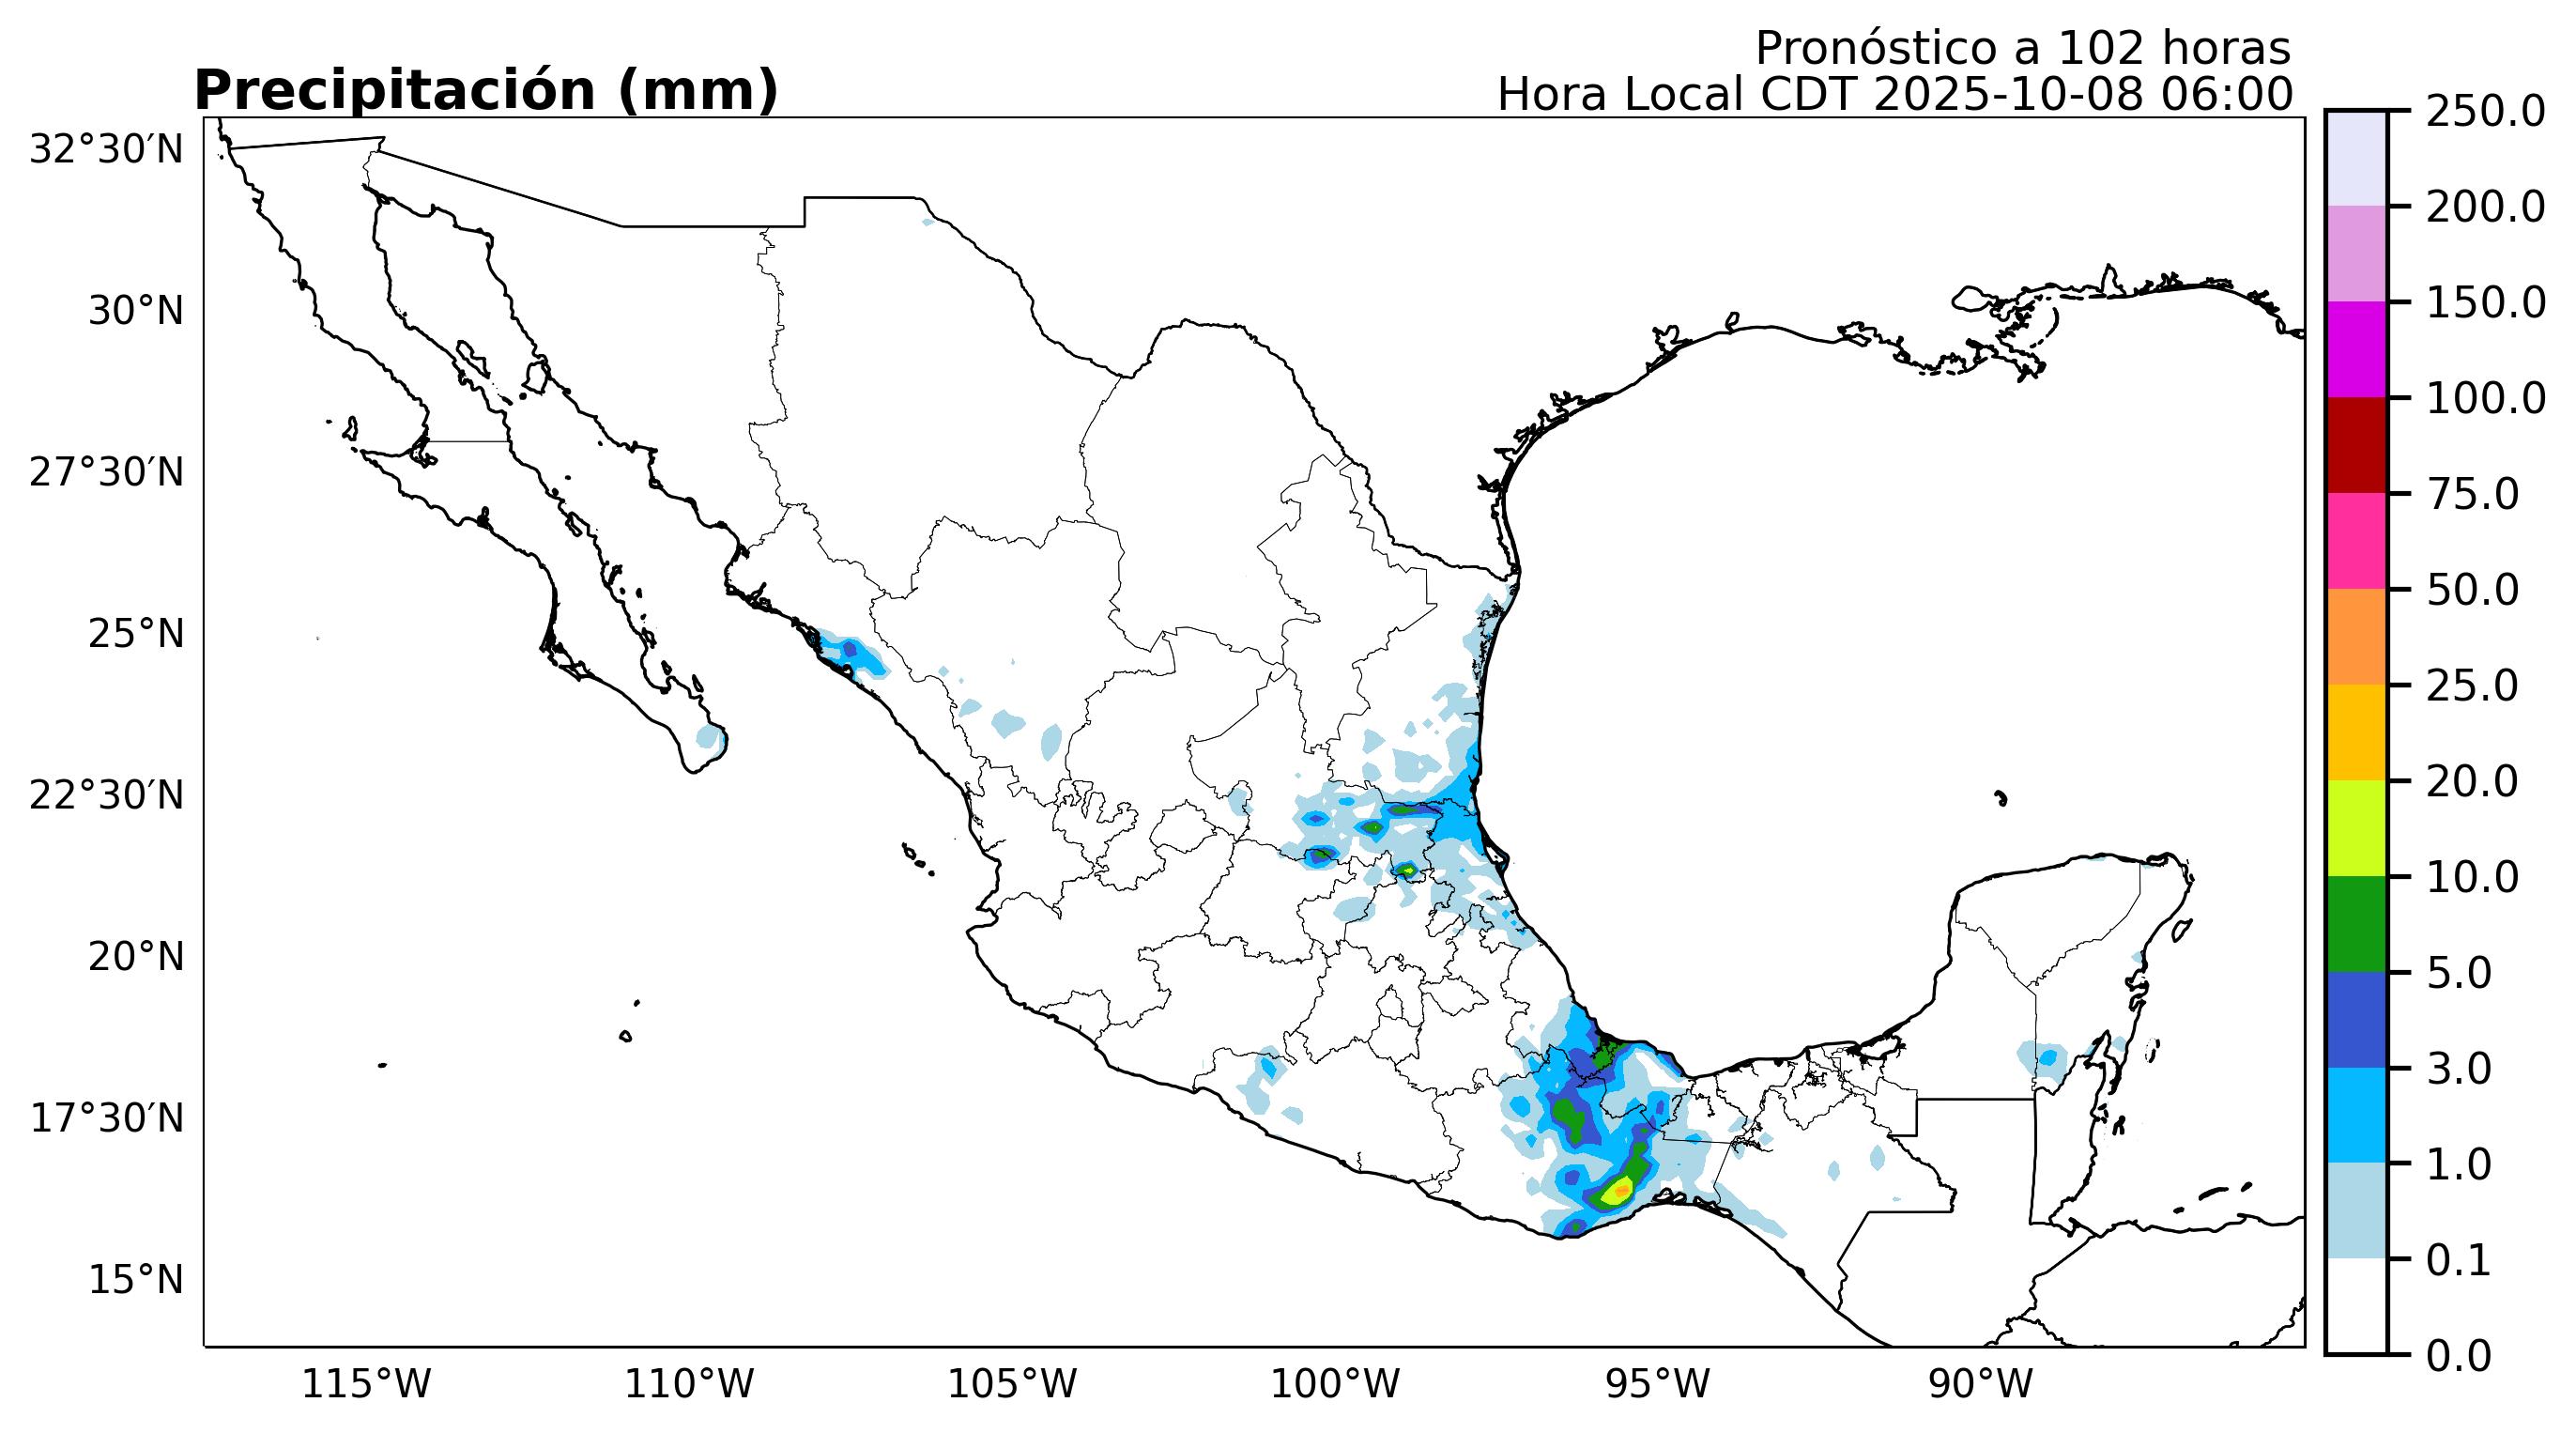 Pronóstico a 102 horas
Precipitación (mm)
Hora Local CDT 2025-10-08 06:00
32°30′N
30°N
27°30′N
25°N
22°30′N
20°N
17°30′N
15°N
115°W
110°W
105°W
100°W
95°W
90°W
250.0
200.0
150.0
100.0
75.0
50.0
25.0
20.0
10.0
5.0
3.0
1.0
0.1
0.0